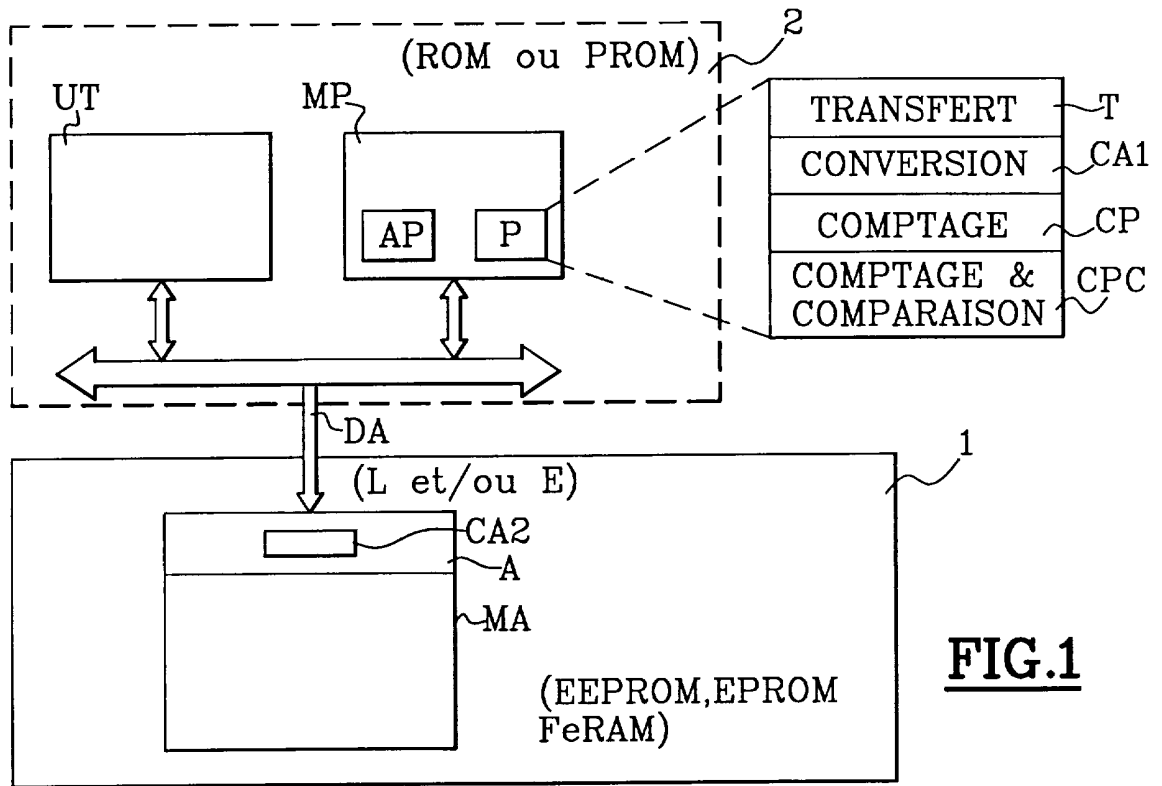 2
(ROM ou PROM)
UT
MP
AP
P
TRANSFERT
T
CONVERSION
CA1
COMPTAGE
CP
COMPTAGE &
COMPARAISON
CPC
DA
1
(L et/ou E)
CA2
A
MA
(EEPROM,EPROM
FeRAM)
FIG.1